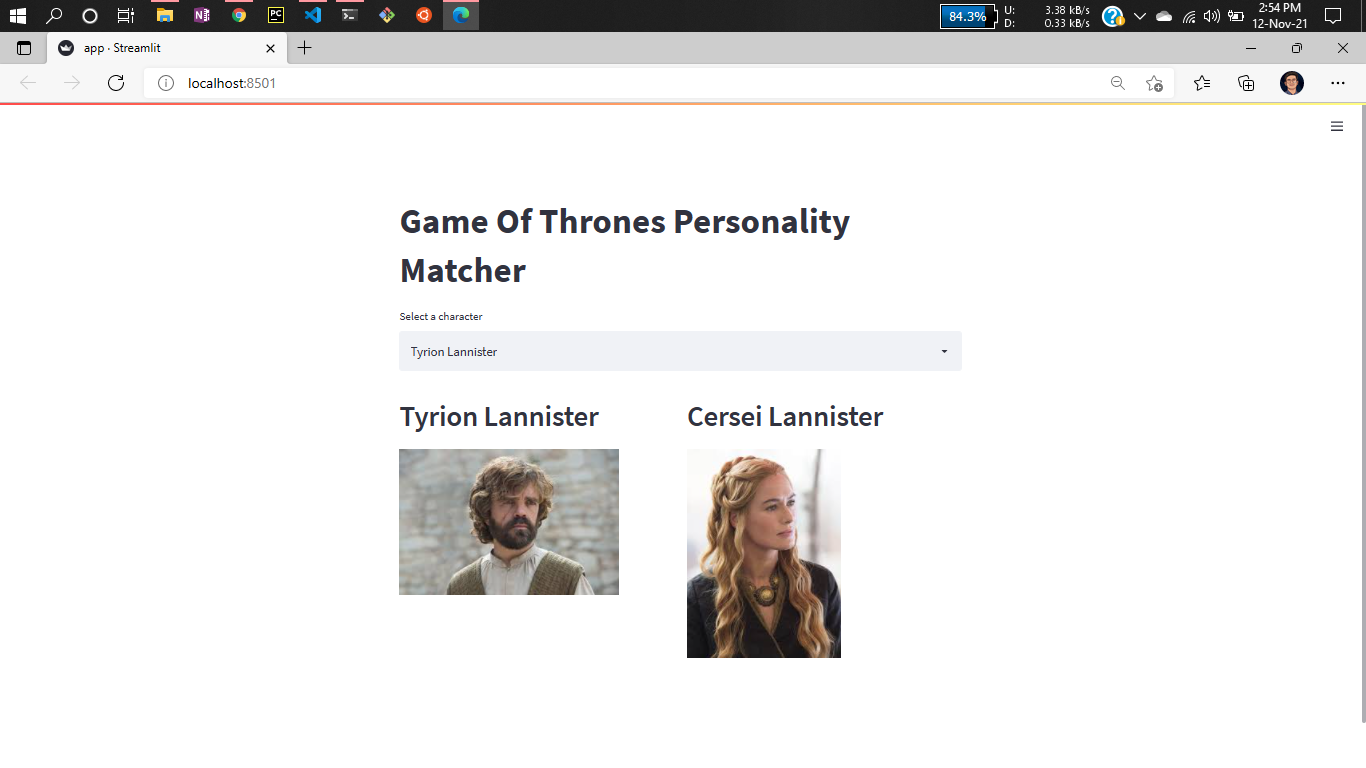 84.3%
U: 3.38 kB/s
D: 0.33 kB/s
2:54 PM
12-Nov-21
app · Streamlit
localhost:8501
Game Of Thrones Personality
Matcher
Select a character
Tyrion Lannister
Tyrion Lannister
Cersei Lannister